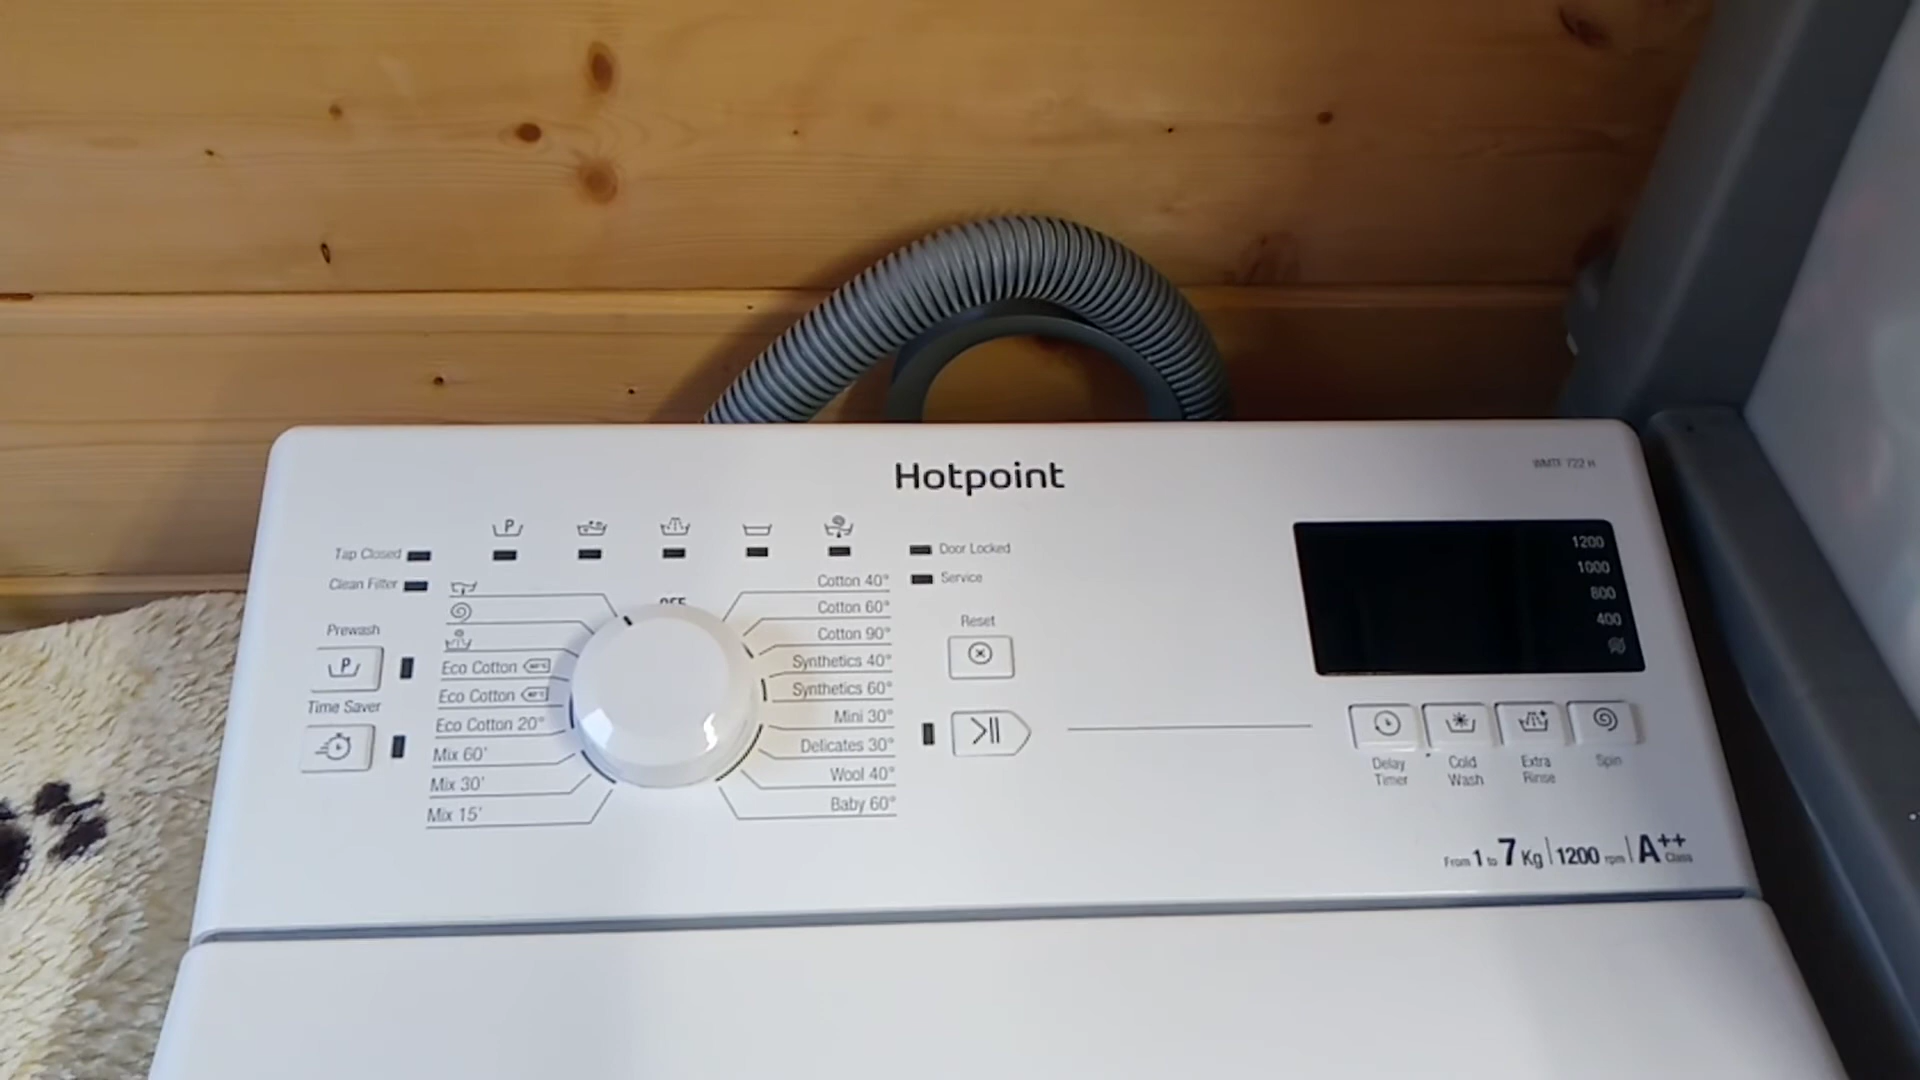 Hotpoint
WMTF 722 H
P
Tap Closed
Clean Filter
Door Locked
Service
OFF
Prewash
P
Time Saver
Eco Cotton
Eco Cotton
Eco Cotton 20°
Mix 60'
Mix 30'
Mix 15'
Cotton 40°
Cotton 60°
Cotton 90°
Synthetics 40°
Synthetics 60°
Mini 30°
Delicates 30°
Wool 40°
Baby 60°
Reset
1200
1000
800
400
Delay Timer
Cold Wash
Extra Rinse
Spin
From 1 to 7 Kg | 1200 rpm | A++ Class